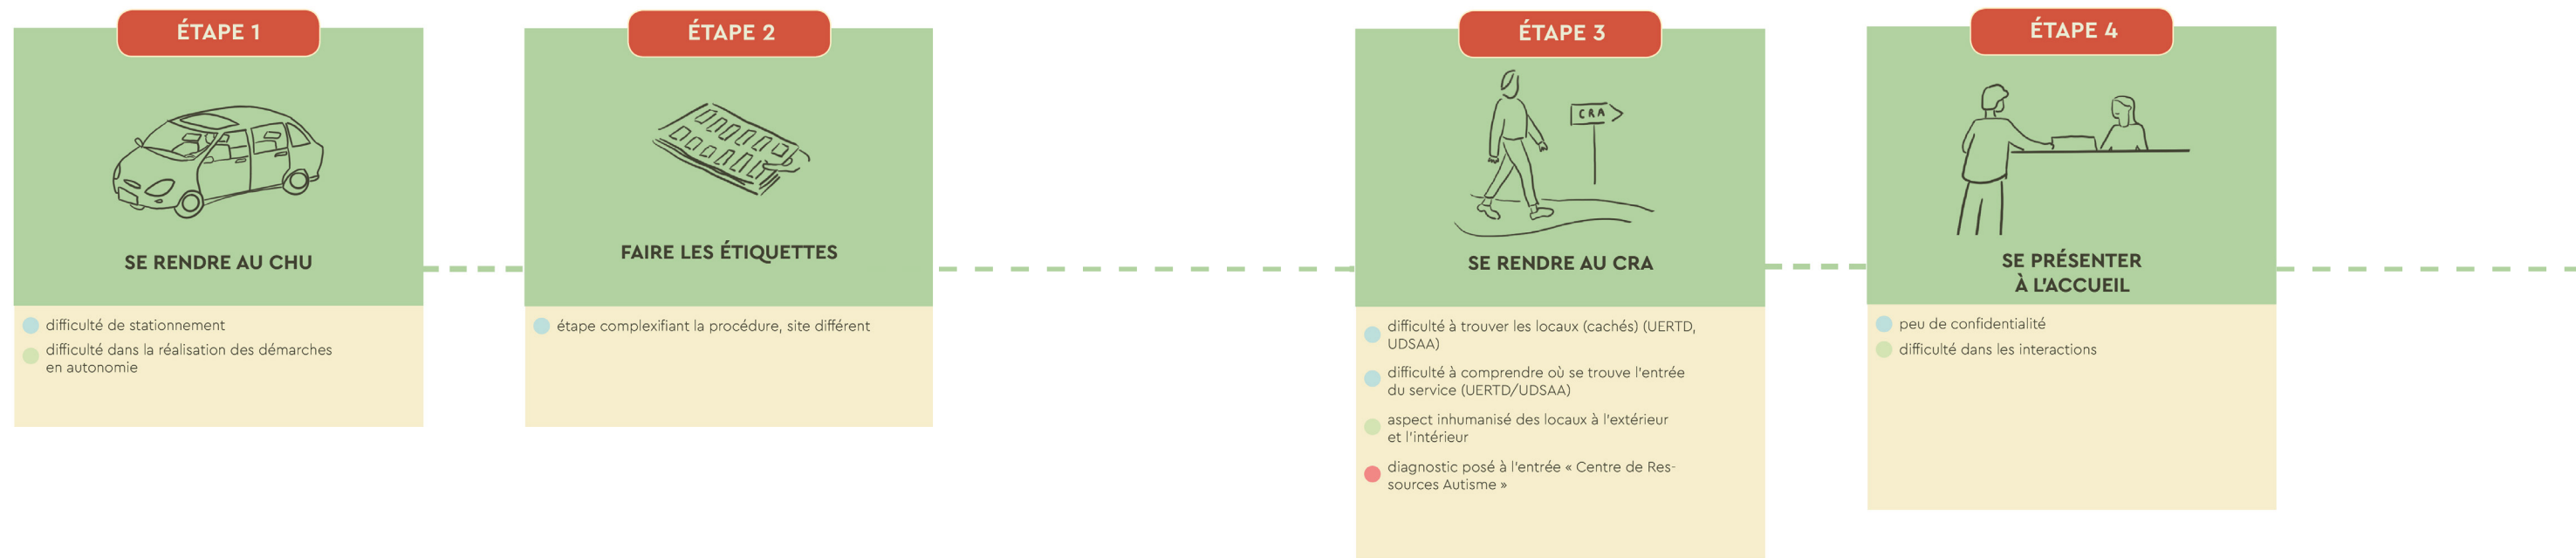 ÉTAPE 1
SE RENDRE AU CHU
difficulté de stationnement
difficulté dans la réalisation des démarches
en autonomie
ÉTAPE 2
FAIRE LES ÉTIQUETTES
étape complexifiant la procédure, site différent
ÉTAPE 3
CRA
SE RENDRE AU CRA
difficulté à trouver les locaux (cachés) (UERTD,
UDSAA)
difficulté à comprendre où se trouve l'entrée
du service (UERTD/UDSAA)
aspect inhumanisé des locaux à l'extérieur
et l'intérieur
diagnostic posé à l'entrée « Centre de Res-
sources Autisme »
ÉTAPE 4
SE PRÉSENTER
À L'ACCUEIL
peu de confidentialité
difficulté dans les interactions